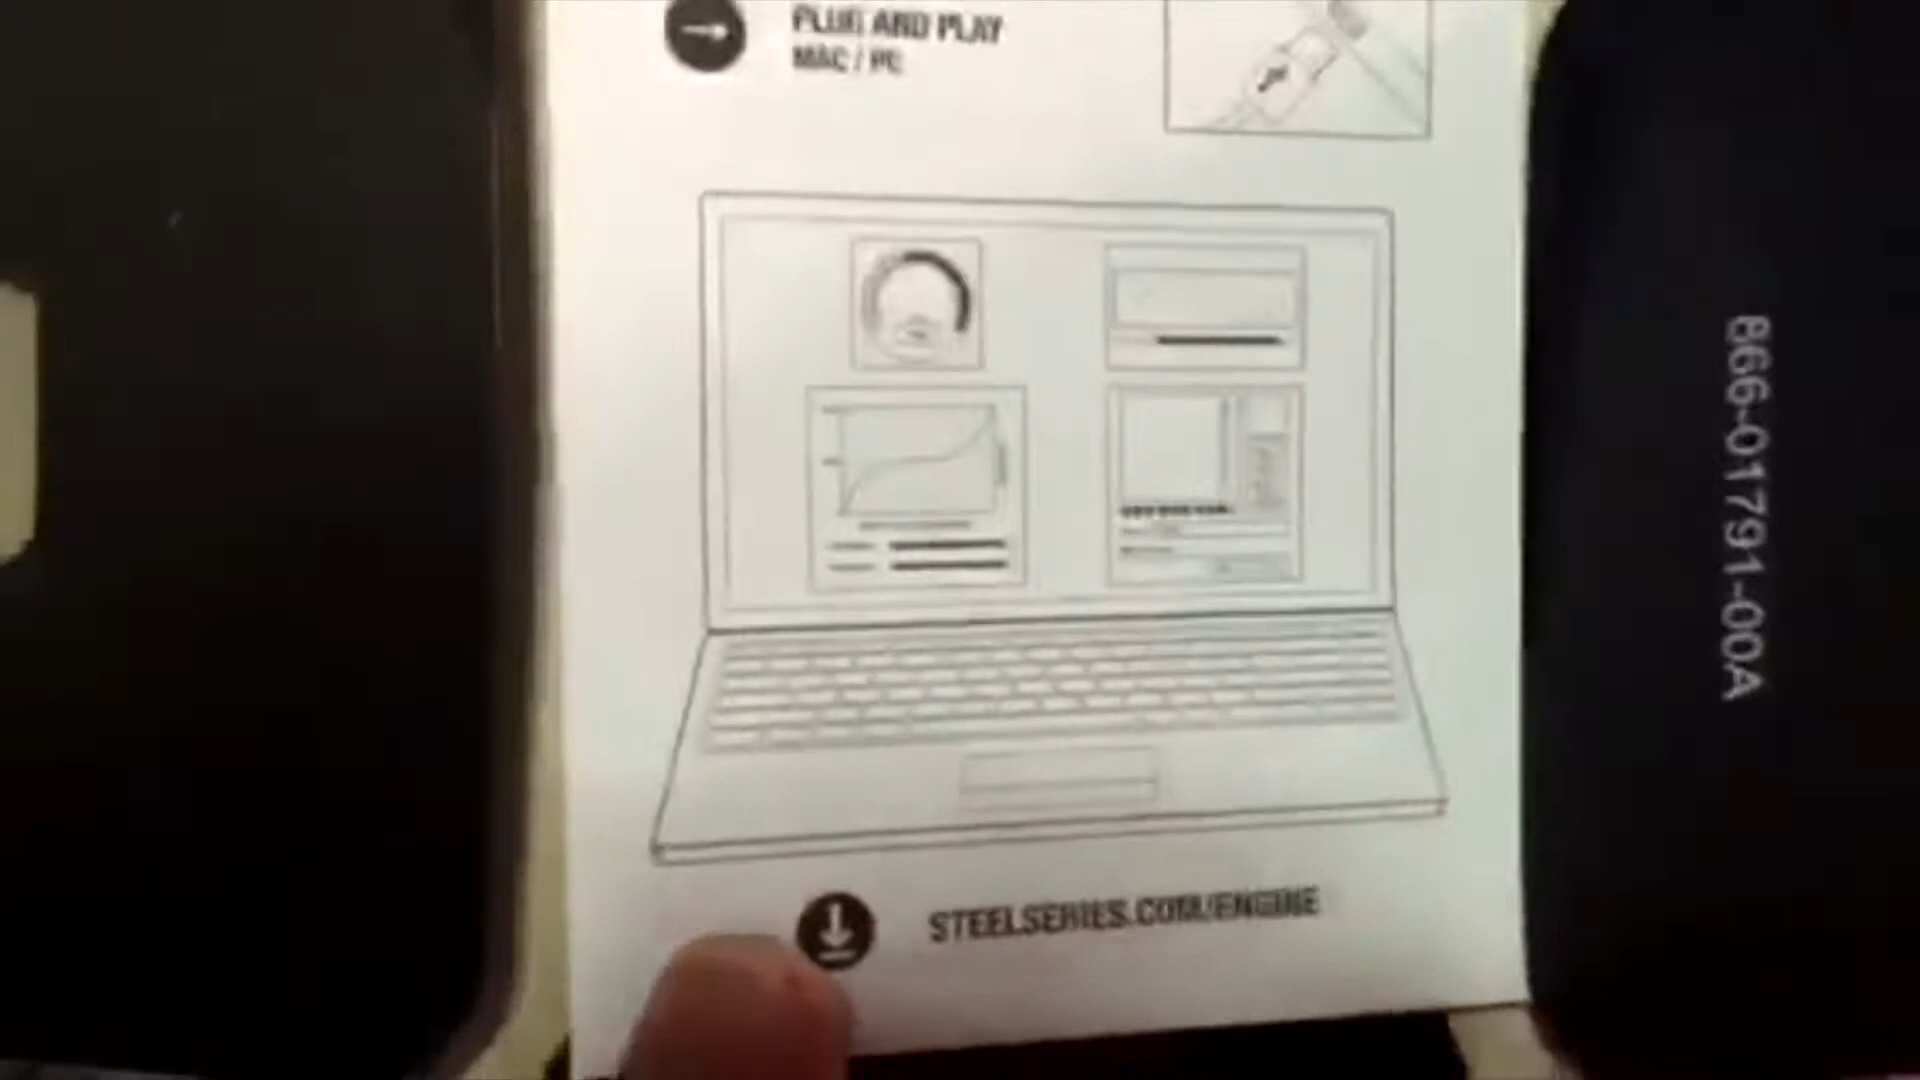 PLUG AND PLAY
MAC / PC
STEELSERIES.COM/ENGINE
866-01791-00A